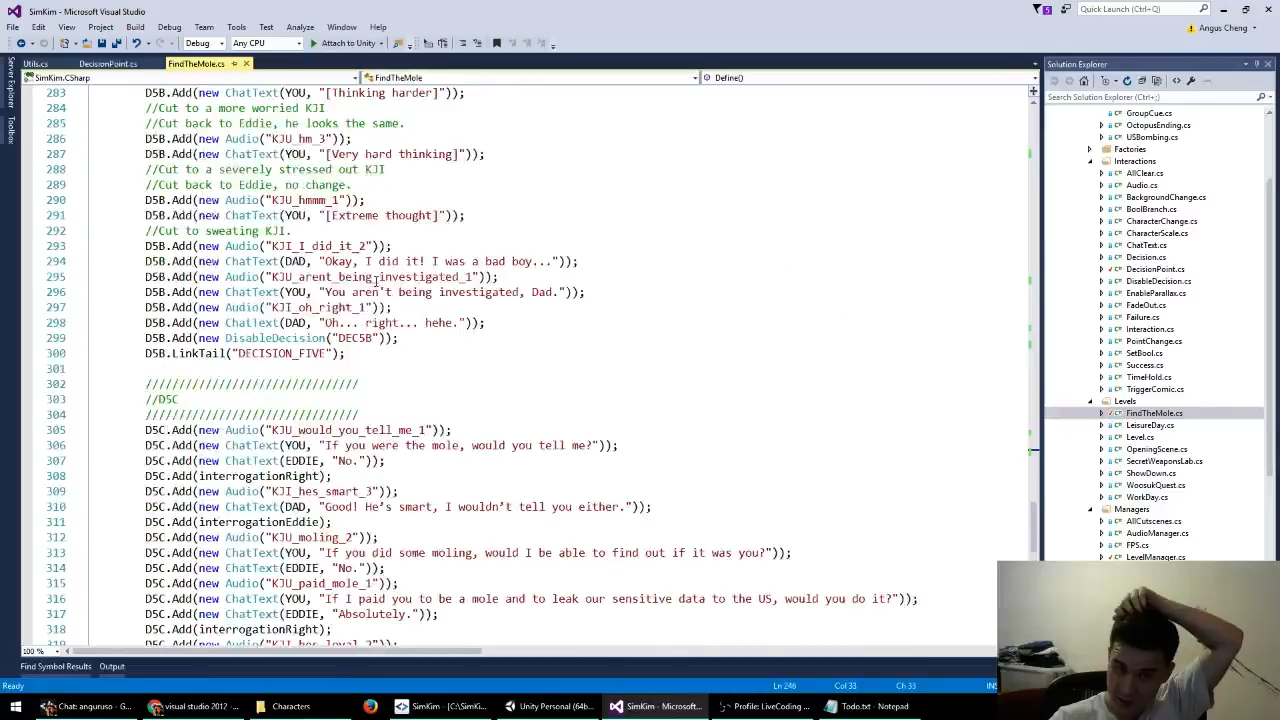 SimKim - Microsoft Visual Studio
5
Quick Launch (Ctrl+;)
File Edit View Project Build Debug Team Tools Test Analyze Window Help
Angus Cheng
Debug Any CPU Attach to Unity
Utils.cs DecisionPoint.cs FindTheMole.cs
SimKim.CSharp FindTheMole Define()
Server Explorer
Toolbox
283 D5B.Add(new ChatText(YOU, "[Thinking harder]"));
284 //Cut to a more worried KJI
285 //Cut back to Eddie, he looks the same.
286 D5B.Add(new Audio("KJU_hm_3"));
287 D5B.Add(new ChatText(YOU, "[Very hard thinking]"));
288 //Cut to a severely stressed out KJI
289 //Cut back to Eddie, no change.
290 D5B.Add(new Audio("KJU_hmmm_1"));
291 D5B.Add(new ChatText(YOU, "[Extreme thought]"));
292 //Cut to sweating KJI.
293 D5B.Add(new Audio("KJI_I_did_it_2"));
294 D5B.Add(new ChatText(DAD, "Okay, I did it! I was a bad boy..."));
295 D5B.Add(new Audio("KJU_arent_being_investigated_1"));
296 D5B.Add(new ChatText(YOU, "You aren't being investigated, Dad."));
297 D5B.Add(new Audio("KJI_oh_right_1"));
298 D5B.Add(new ChatText(DAD, "Oh... right... hehe."));
299 D5B.Add(new DisableDecision("DEC5B"));
300 D5B.LinkTail("DECISION_FIVE");
301
302 ////////////////////////////////
303 //D5C
304 ////////////////////////////////
305 D5C.Add(new Audio("KJU_would_you_tell_me_1"));
306 D5C.Add(new ChatText(YOU, "If you were the mole, would you tell me?"));
307 D5C.Add(new ChatText(EDDIE, "No."));
308 D5C.Add(interrogationRight);
309 D5C.Add(new Audio("KJI_hes_smart_3"));
310 D5C.Add(new ChatText(DAD, "Good! He’s smart, I wouldn’t tell you either."));
311 D5C.Add(interrogationEddie);
312 D5C.Add(new Audio("KJU_moling_2"));
313 D5C.Add(new ChatText(YOU, "If you did some moling, would I be able to find out if it was you?"));
314 D5C.Add(new ChatText(EDDIE, "No."));
315 D5C.Add(new Audio("KJU_paid_mole_1"));
316 D5C.Add(new ChatText(YOU, "If I paid you to be a mole and to leak our sensitive data to the US, would you do it?"));
317 D5C.Add(new ChatText(EDDIE, "Absolutely."));
318 D5C.Add(interrogationRight);
319 D5C.Add(new Audio("KJI_hes_loyal_2"));
100 %
Solution Explorer
Search Solution Explorer (Ctrl+;)
GroupCue.cs
OctopusEnding.cs
USBombing.cs
Factories
Interactions
AllClear.cs
Audio.cs
BackgroundChange.cs
BoolBranch.cs
CharacterChange.cs
CharacterScale.cs
ChatText.cs
DecisionPoint.cs
DisableDecision.cs
EnableParallax.cs
FadeOut.cs
Failure.cs
Interaction.cs
PointChange.cs
SetBool.cs
Success.cs
TimeHold.cs
TriggerComic.cs
Levels
FindTheMole.cs
LeisureDay.cs
Level.cs
OpeningScene.cs
SecretWeaponsLab.cs
ShowDown.cs
WoosukQuest.cs
WorkDay.cs
Managers
AllCutscenes.cs
AudioManager.cs
FPS.cs
LevelManager.cs
Find Symbol Results Output
Ready Ln 246 Col 33 Ch 33 INS
Chat: anguruso - G... visual studio 2012 - ... Characters SimKim - [C:\SimKi... Unity Personal (64b... SimKim - Microsoft... Profile: LiveCoding ... Todo.txt - Notepad